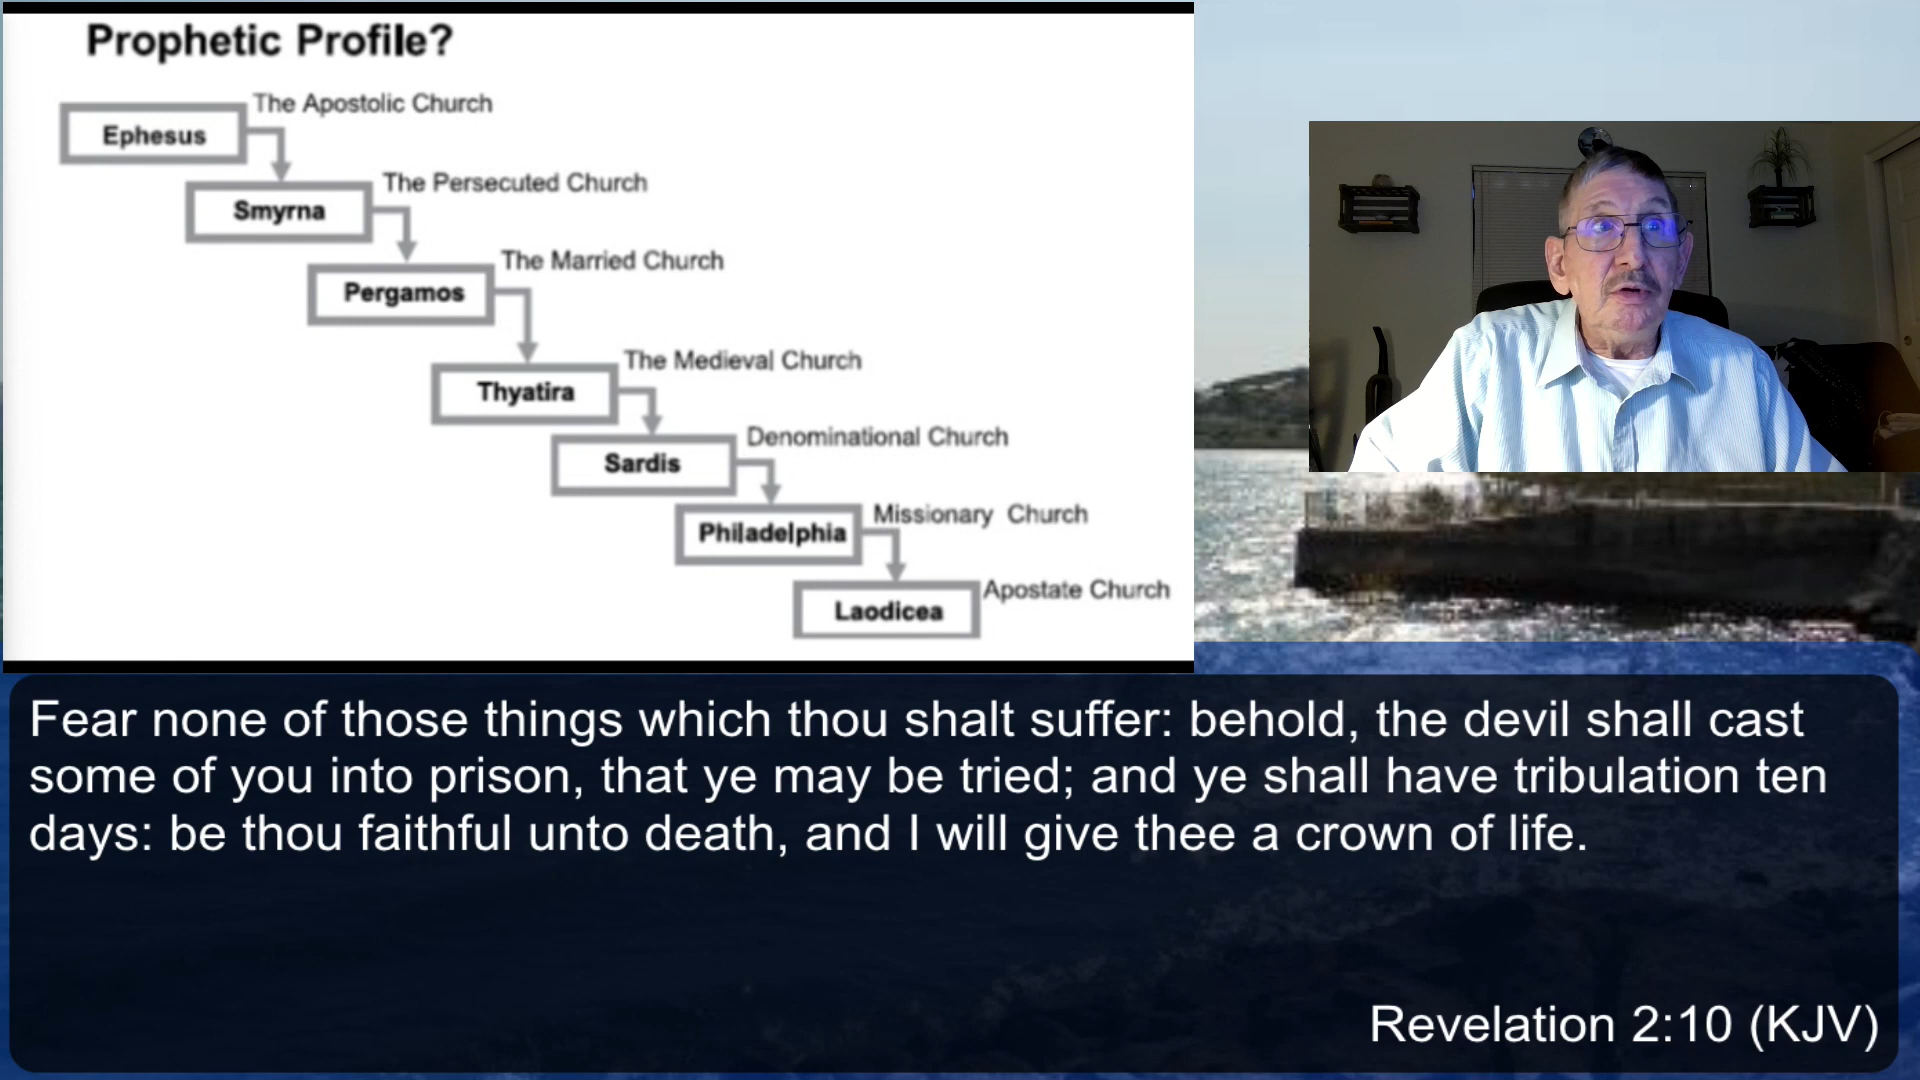 Prophetic Profile?
The Apostolic Church
Ephesus
The Persecuted Church
Smyrna
The Married Church
Pergamos
The Medieval Church
Thyatira
Denominational Church
Sardis
Missionary Church
Philadelphia
Apostate Church
Laodicea
Fear none of those things which thou shalt suffer: behold, the devil shall cast
some of you into prison, that ye may be tried; and ye shall have tribulation ten
days: be thou faithful unto death, and I will give thee a crown of life.
Revelation 2:10 (KJV)